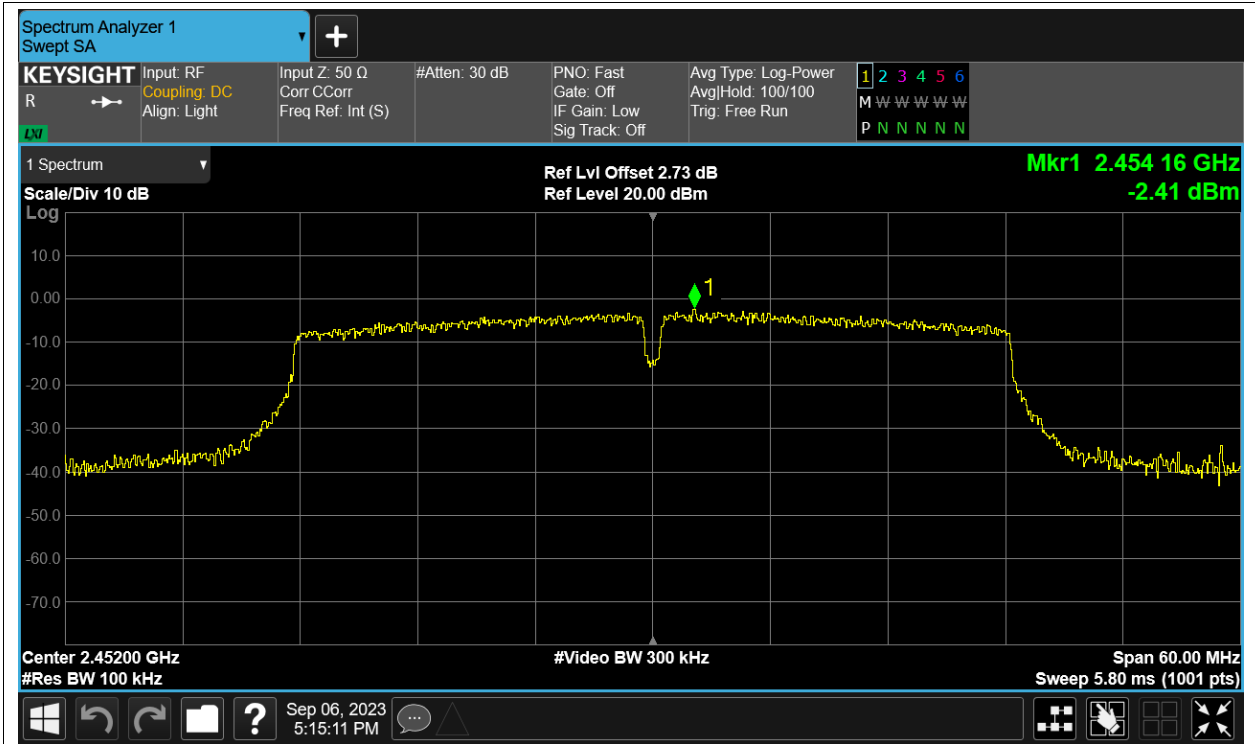 Spectrum Analyzer 1
Swept SA
+
KEYSIGHT
R
LXI
Input: RF
Coupling: DC
Align: Light
Input Z: 50 Ω
Corr CCorr
Freq Ref: Int (S)
#Atten: 30 dB
PNO: Fast
Gate: Off
IF Gain: Low
Sig Track: Off
Avg Type: Log-Power
Avg|Hold: 100/100
Trig: Free Run
1 2 3 4 5 6
M W W W W W
P N N N N N
1 Spectrum
Ref Lvl Offset 2.73 dB
Mkr1 2.454 16 GHz
Scale/Div 10 dB
Ref Level 20.00 dBm
-2.41 dBm
Log
10.0
0.00
-10.0
-20.0
-30.0
-40.0
-50.0
-60.0
-70.0
1
Center 2.45200 GHz
#Video BW 300 kHz
Span 60.00 MHz
#Res BW 100 kHz
Sweep 5.80 ms (1001 pts)
?
Sep 06, 2023
5:15:11 PM